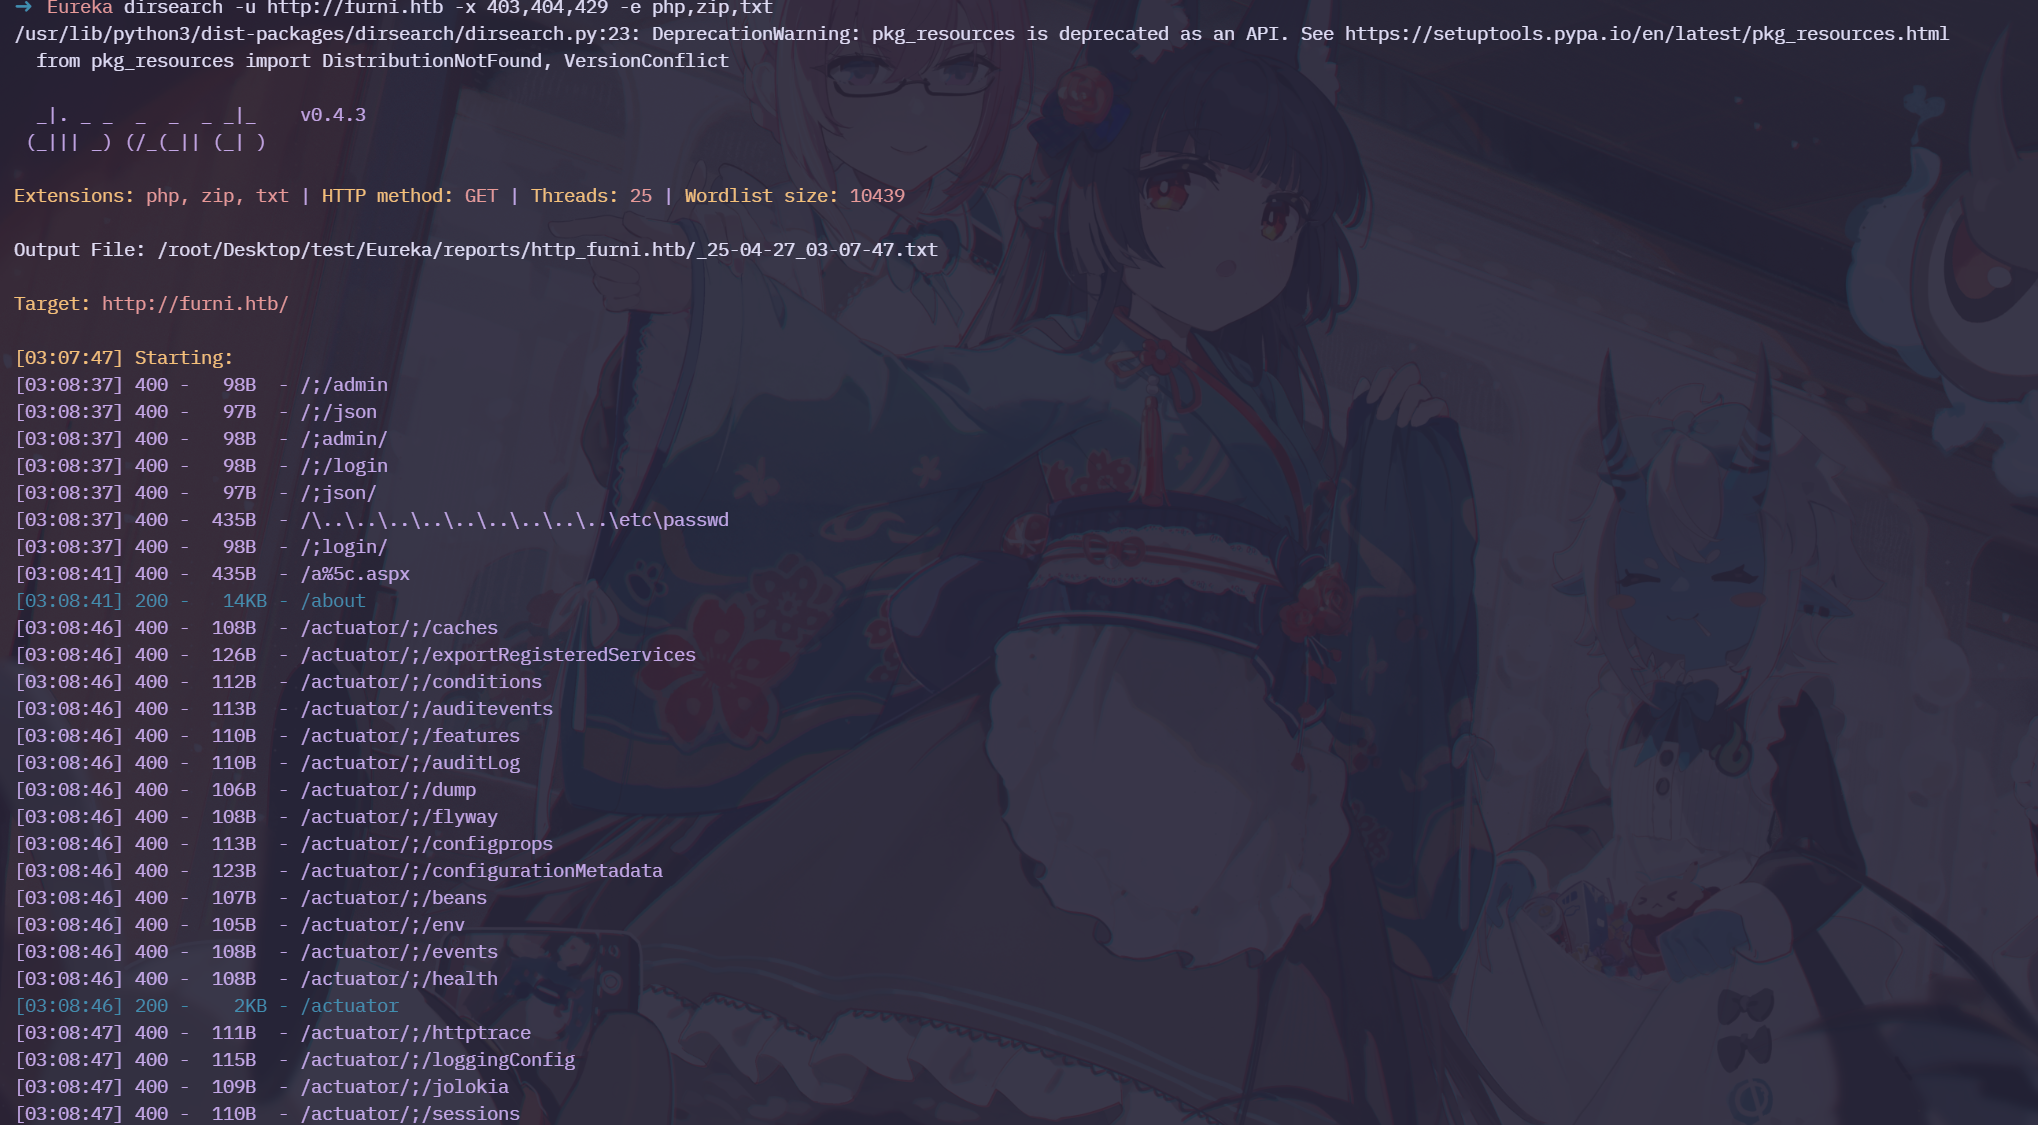 → Eureka dirsearch -u http://furni.htb -x 403,404,429 -e php,zip,txt
/usr/lib/python3/dist-packages/dirsearch/dirsearch.py:23: DeprecationWarning: pkg_resources is deprecated as an API. See https://setuptools.pypa.io/en/latest/pkg_resources.html
  from pkg_resources import DistributionNotFound, VersionConflict
  _|. _ _  _  _  _ _|_    v0.4.3
 (_||| _) (/_(_|| (_| )
Extensions: php, zip, txt | HTTP method: GET | Threads: 25 | Wordlist size: 10439
Output File: /root/Desktop/test/Eureka/reports/http_furni.htb/_25-04-27_03-07-47.txt
Target: http://furni.htb/
[03:07:47] Starting:
[03:08:37] 400 -   98B  - /;/admin
[03:08:37] 400 -   97B  - /;/json
[03:08:37] 400 -   98B  - /;admin/
[03:08:37] 400 -   98B  - /;/login
[03:08:37] 400 -   97B  - /;json/
[03:08:37] 400 -  435B  - /\..\..\..\..\..\..\..\..\..\etc\passwd
[03:08:37] 400 -   98B  - /;login/
[03:08:41] 400 -  435B  - /a%5c.aspx
[03:08:41] 200 -   14KB - /about
[03:08:46] 400 -  108B  - /actuator/;/caches
[03:08:46] 400 -  126B  - /actuator/;/exportRegisteredServices
[03:08:46] 400 -  112B  - /actuator/;/conditions
[03:08:46] 400 -  113B  - /actuator/;/auditevents
[03:08:46] 400 -  110B  - /actuator/;/features
[03:08:46] 400 -  110B  - /actuator/;/auditLog
[03:08:46] 400 -  106B  - /actuator/;/dump
[03:08:46] 400 -  108B  - /actuator/;/flyway
[03:08:46] 400 -  113B  - /actuator/;/configprops
[03:08:46] 400 -  123B  - /actuator/;/configurationMetadata
[03:08:46] 400 -  107B  - /actuator/;/beans
[03:08:46] 400 -  105B  - /actuator/;/env
[03:08:46] 400 -  108B  - /actuator/;/events
[03:08:46] 400 -  108B  - /actuator/;/health
[03:08:46] 200 -    2KB - /actuator
[03:08:47] 400 -  111B  - /actuator/;/httptrace
[03:08:47] 400 -  115B  - /actuator/;/loggingConfig
[03:08:47] 400 -  109B  - /actuator/;/jolokia
[03:08:47] 400 -  110B  - /actuator/;/sessions